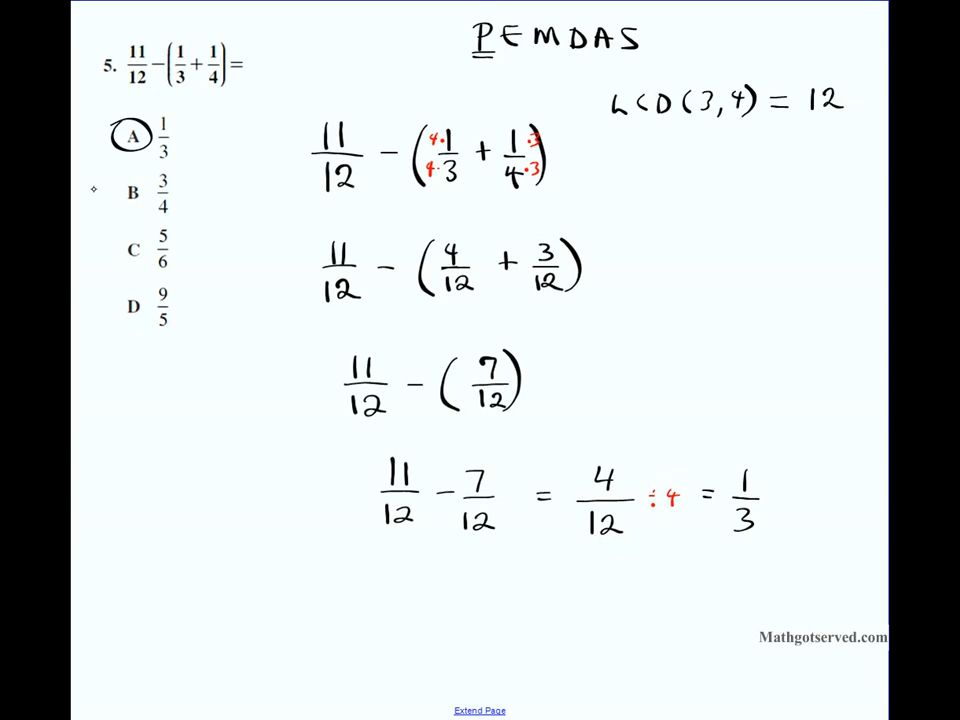 PEMDAS
5. 11/12 − (1/3 + 1/4) =
LCD(3,4) = 12
A 1/3
B 3/4
C 5/6
D 9/5
11/12 − (4·1/4·3 + 1·3/4·3)
11/12 − (4/12 + 3/12)
11/12 − (7/12)
11/12 − 7/12 = 4/12 ÷4 = 1/3
Mathgotserved.com
Extend Page